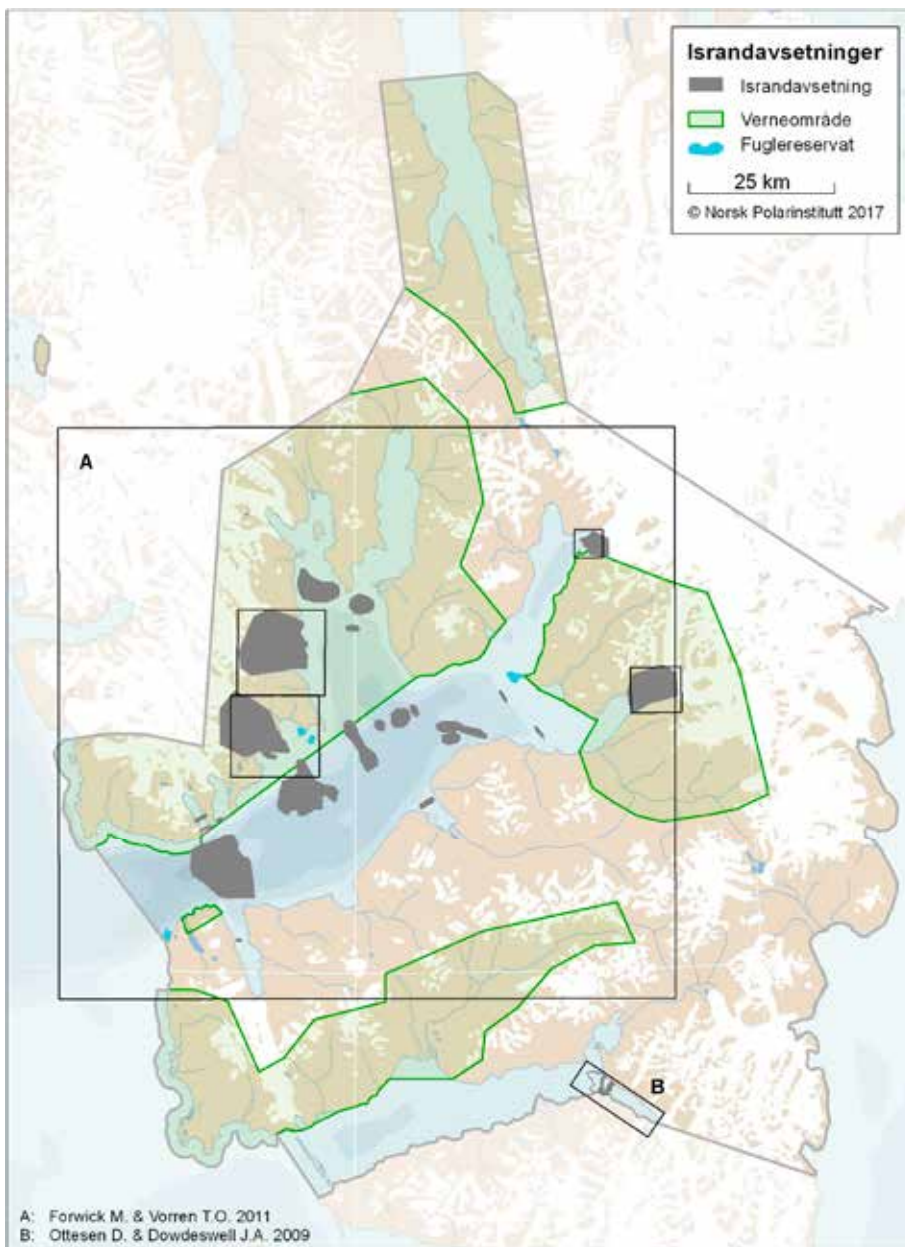 Israndavsetninger
Israndavsetning
Verneområde
Fuglereservat
25 km
© Norsk Polarinstitutt 2017
A
B
A: Forwick M. & Vorren T.O. 2011
B: Ottesen D. & Dowdeswell J.A. 2009